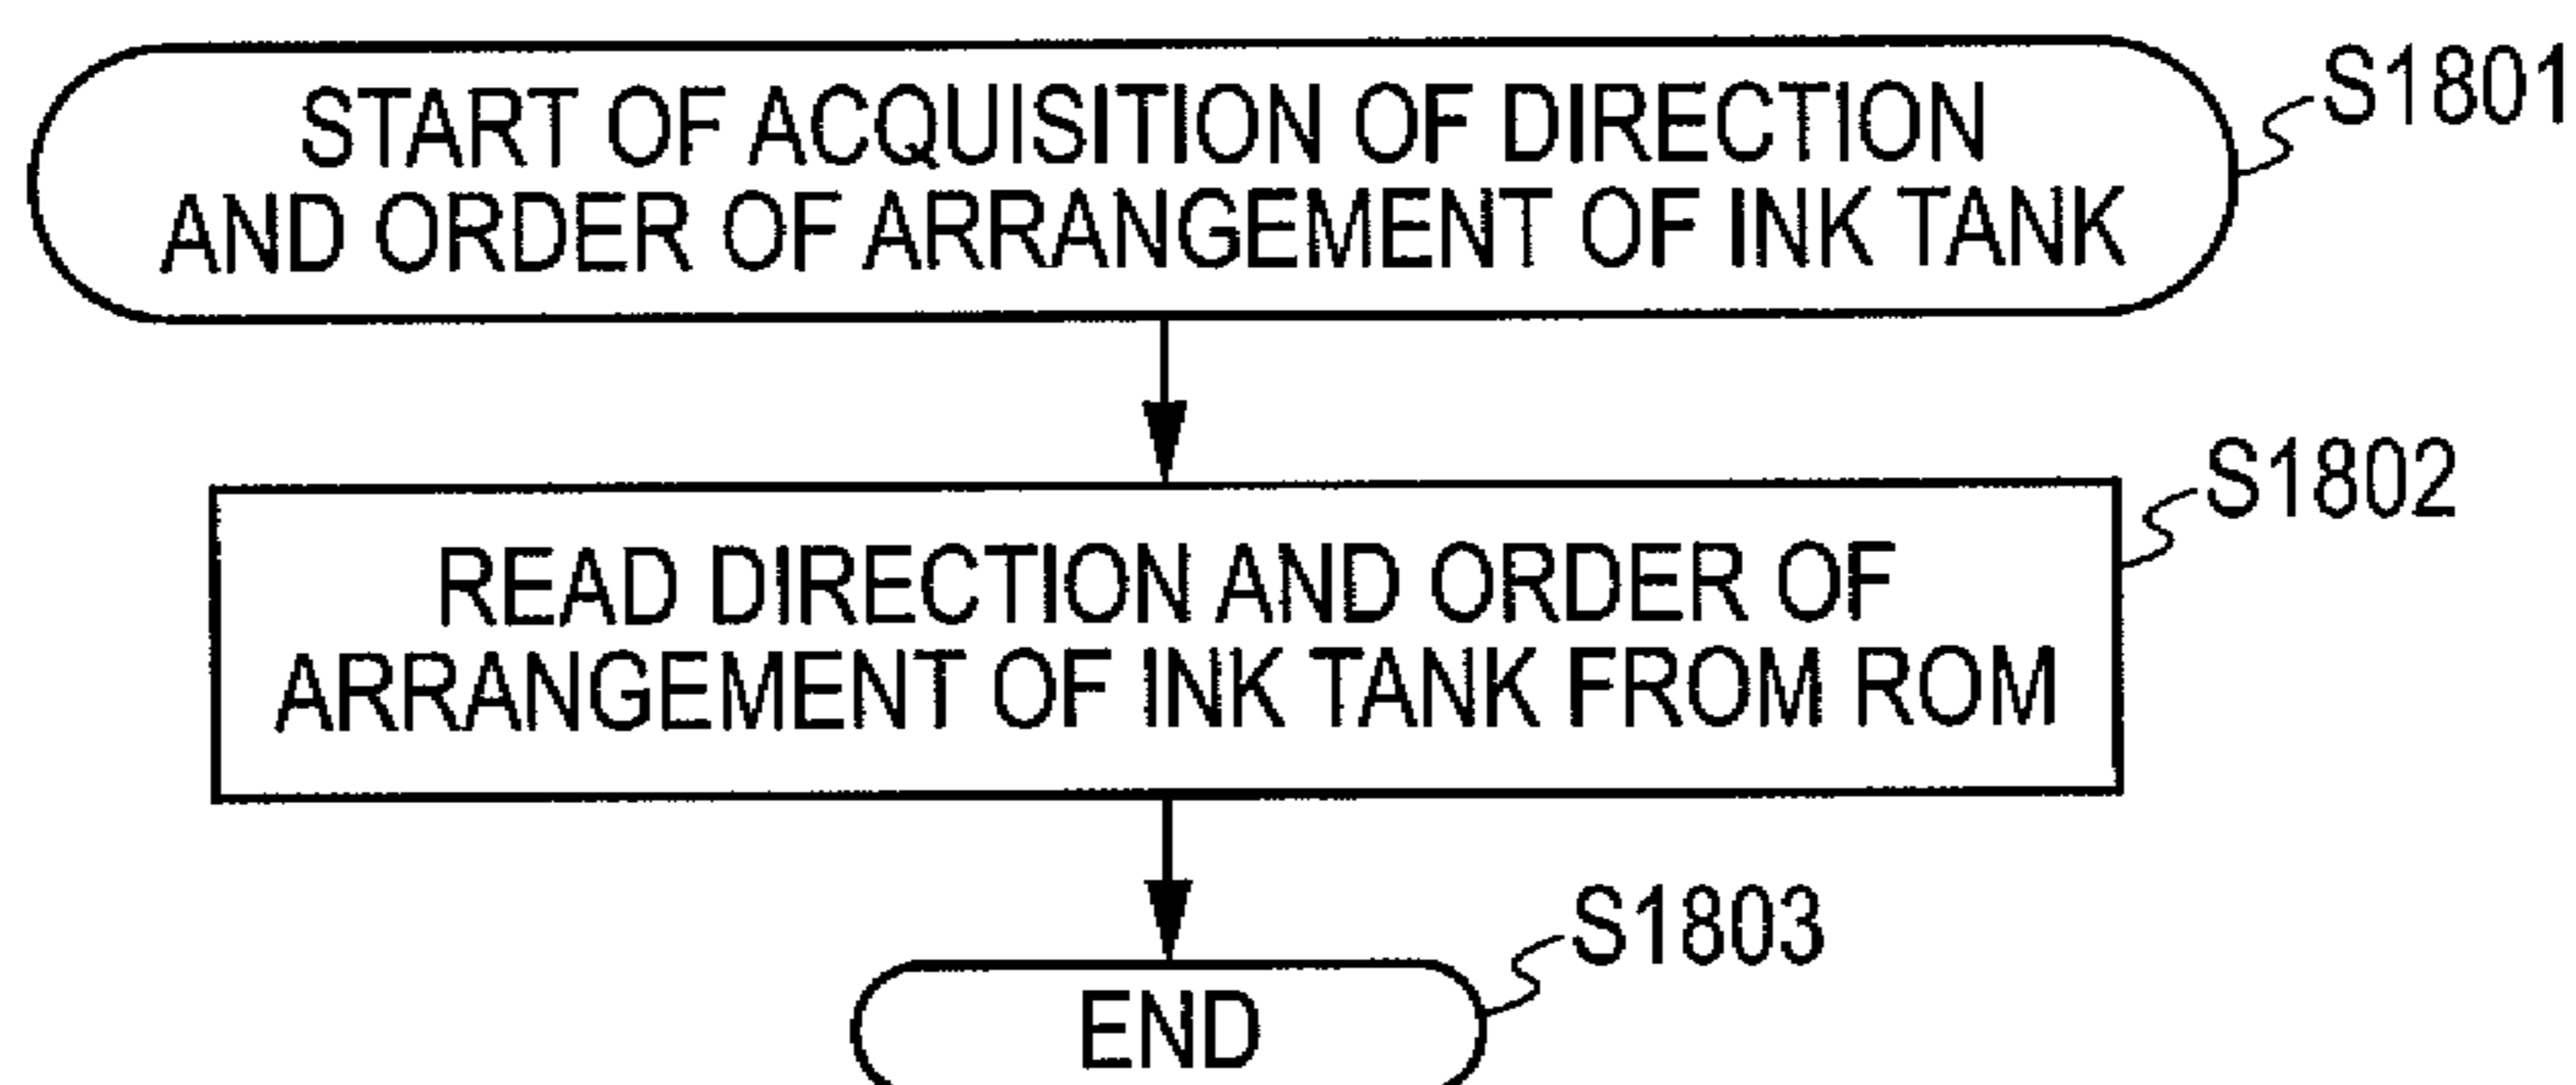 START OF ACQUISITION OF DIRECTION
AND ORDER OF ARRANGEMENT OF INK TANK
S1801
READ DIRECTION AND ORDER OF
ARRANGEMENT OF INK TANK FROM ROM
S1802
END
S1803